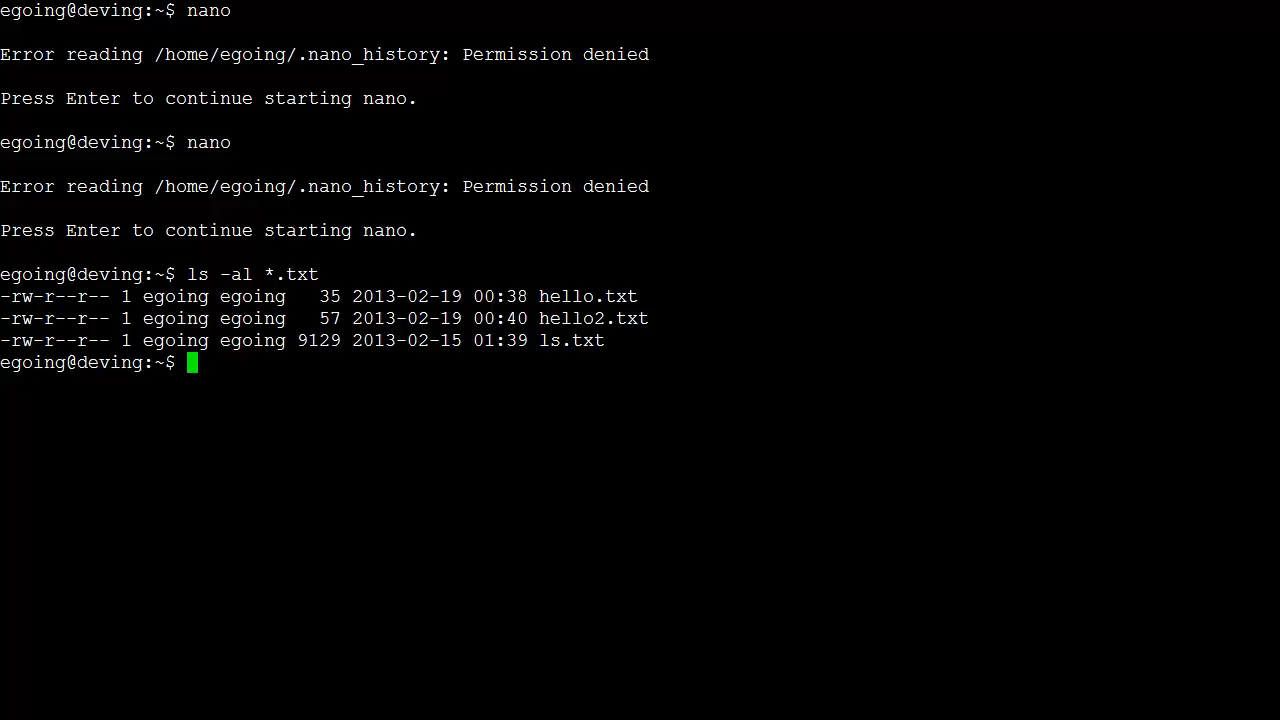 egoing@deving:~$ nano
Error reading /home/egoing/.nano_history: Permission denied
Press Enter to continue starting nano.
egoing@deving:~$ nano
Error reading /home/egoing/.nano_history: Permission denied
Press Enter to continue starting nano.
egoing@deving:~$ ls -al *.txt
-rw-r--r-- 1 egoing egoing   35 2013-02-19 00:38 hello.txt
-rw-r--r-- 1 egoing egoing   57 2013-02-19 00:40 hello2.txt
-rw-r--r-- 1 egoing egoing 9129 2013-02-15 01:39 ls.txt
egoing@deving:~$